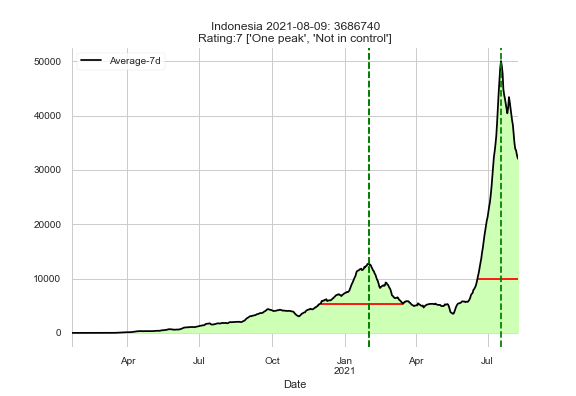 Indonesia 2021-08-09: 3686740
Rating:7 ['One peak', 'Not in control']
Average-7d
50000
40000
30000
20000
10000
0
Apr Jul Oct Jan Apr Jul
2021
Date